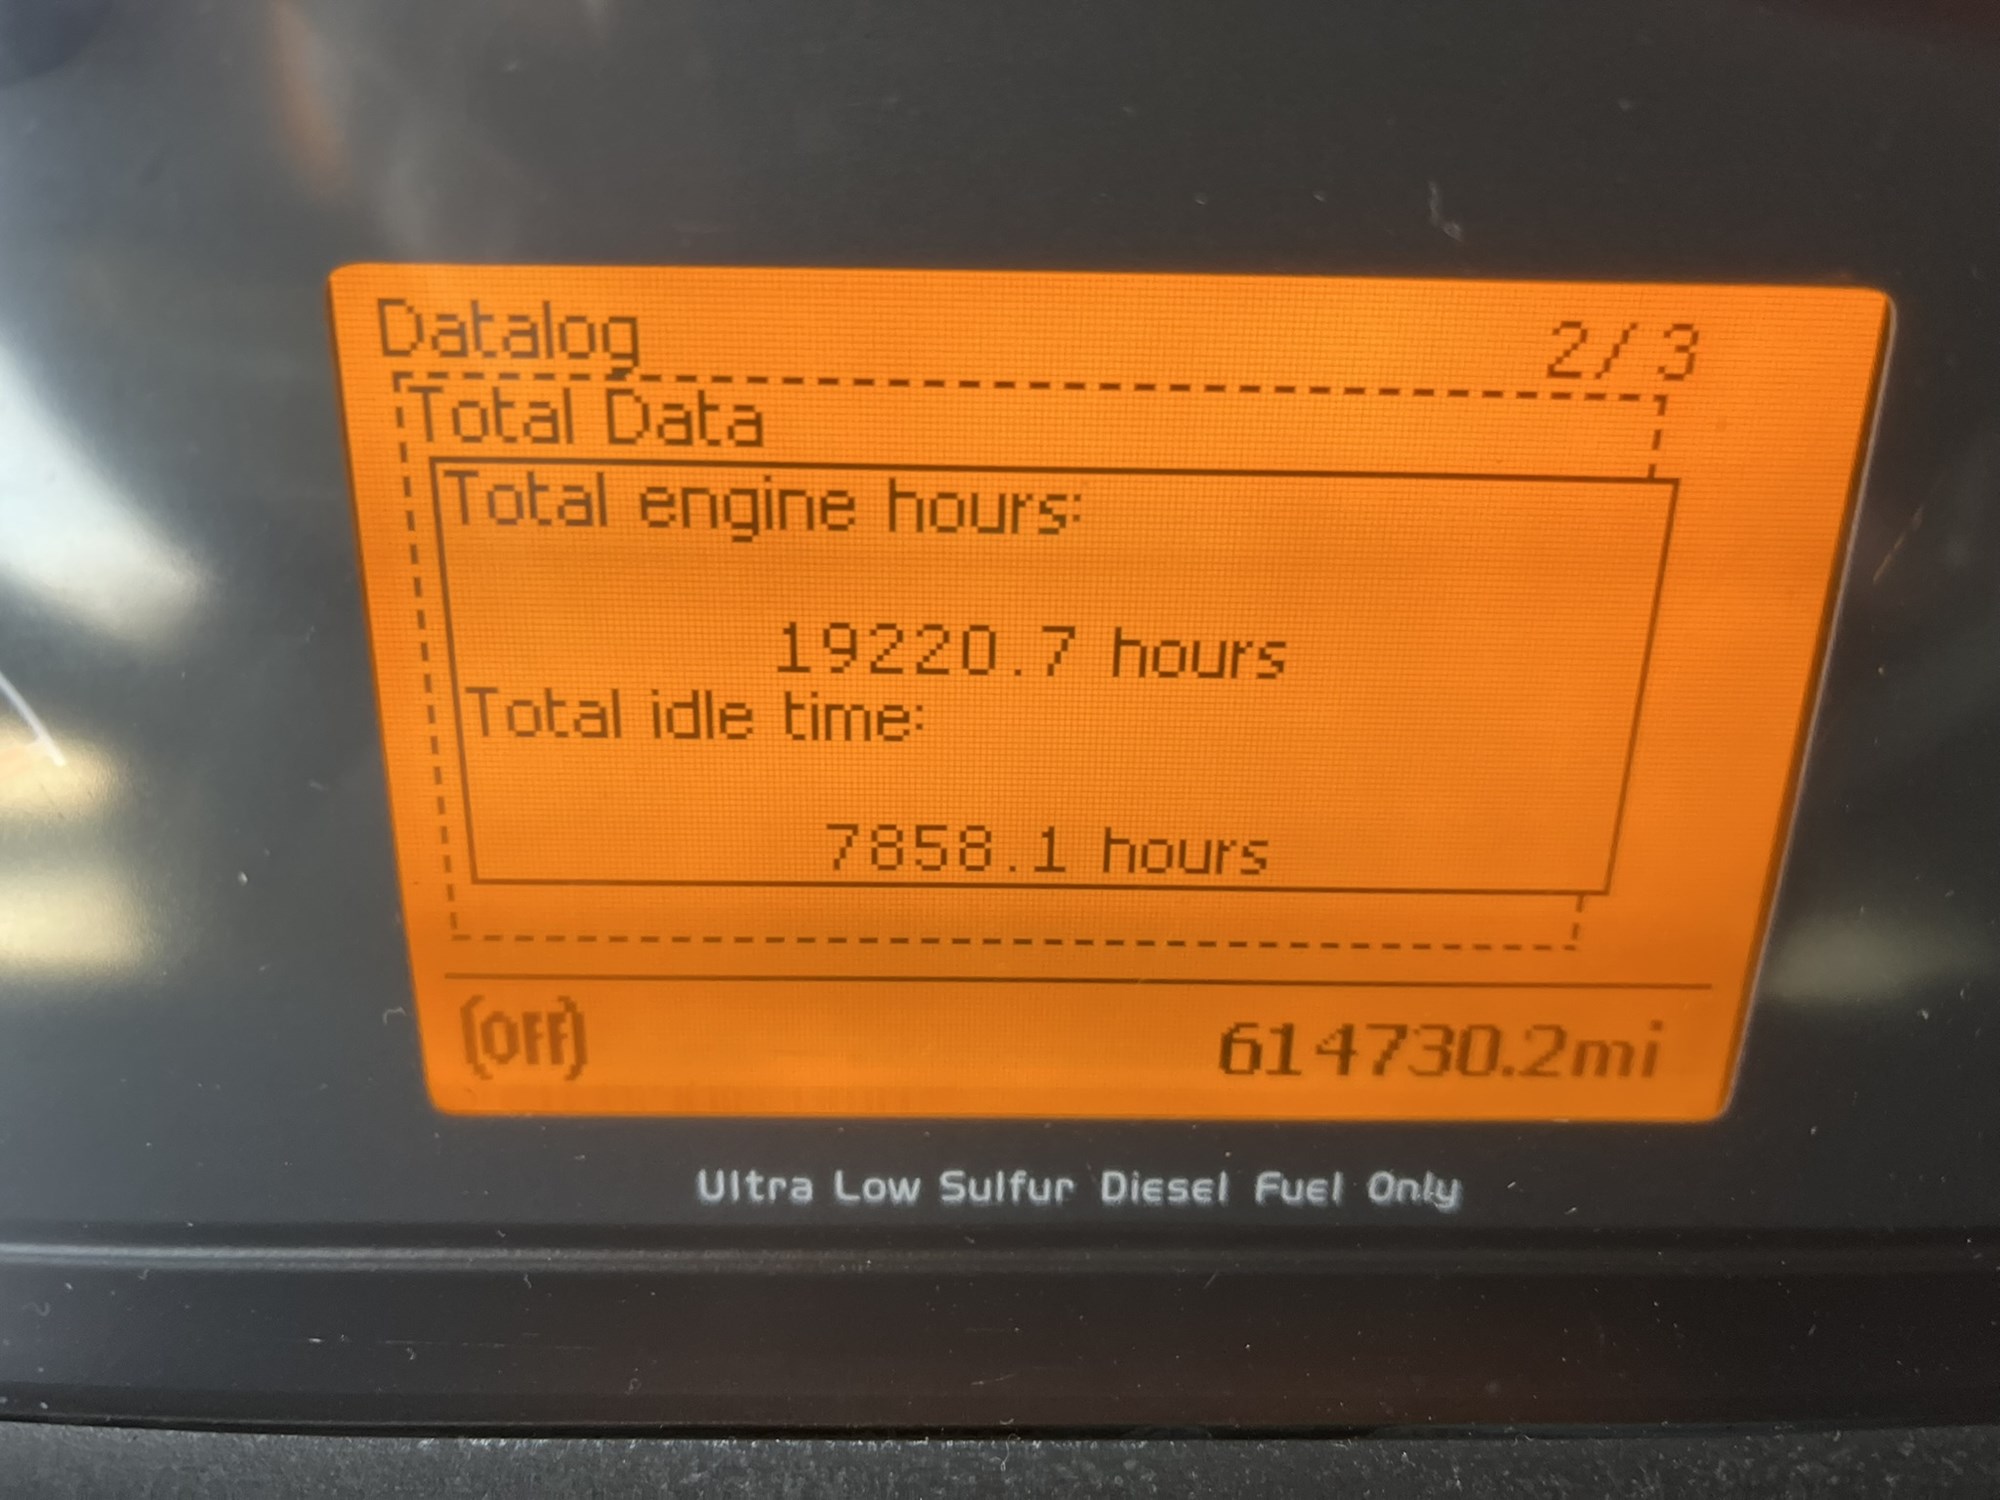 Datalog 2/3
Total Data
Total engine hours:
19220.7 hours
Total idle time:
7858.1 hours
(OFF) 614730.2mi
Ultra Low Sulfur Diesel Fuel Only